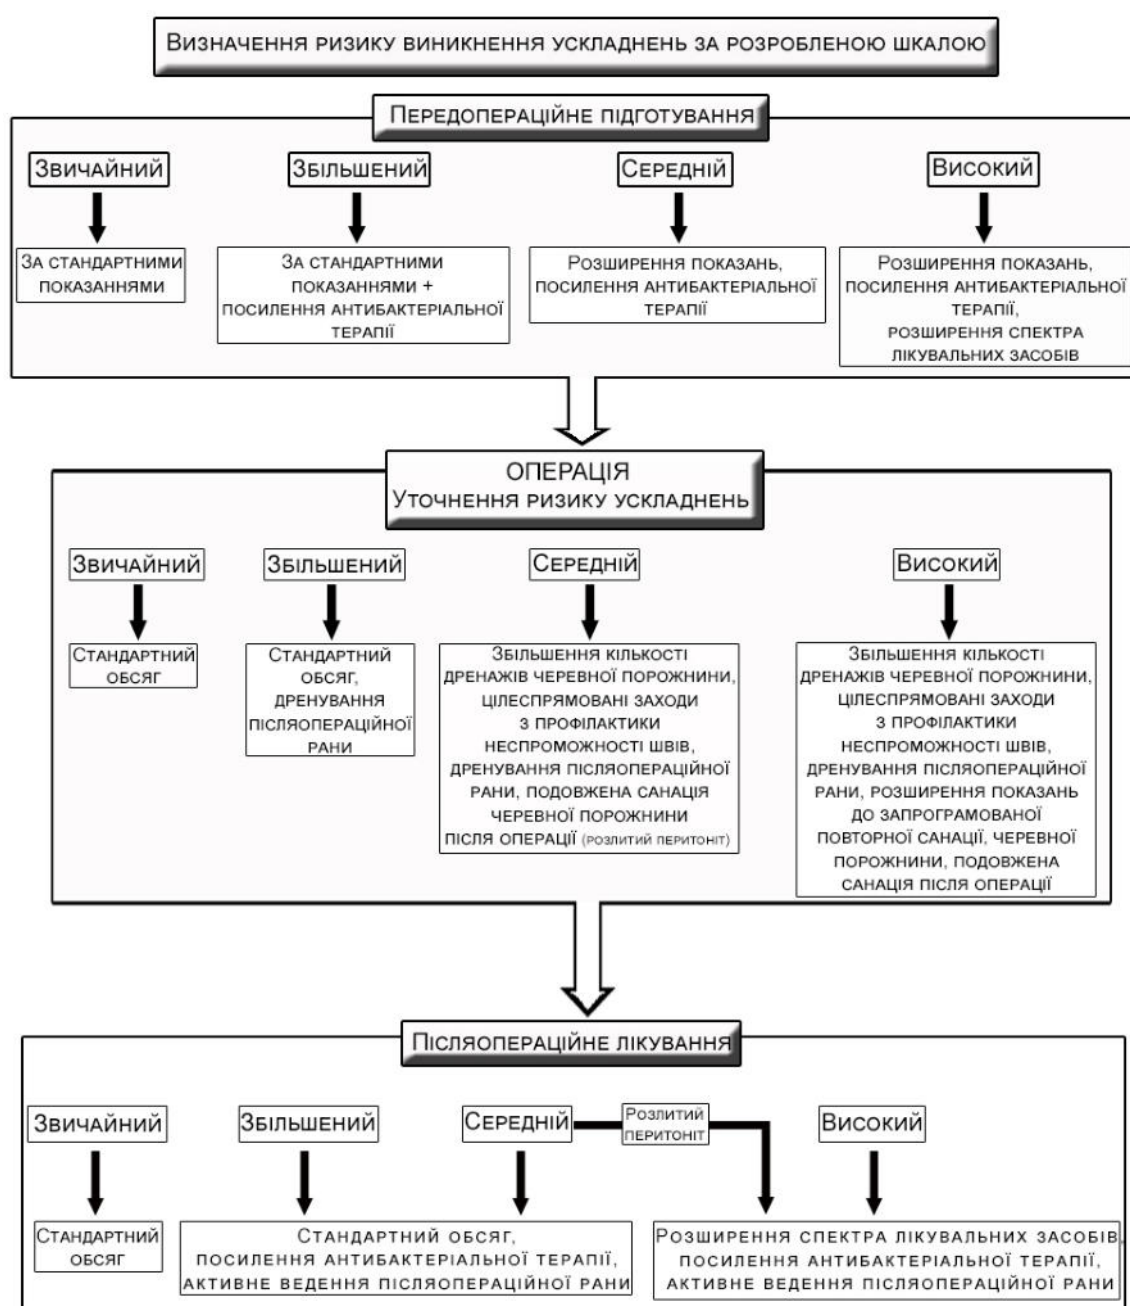 Визначення ризику виникнення ускладнень за розробленою шкалою
Передопераційне підготування
Звичайний
За стандартними
показаннями
Збільшений
За стандартними
показаннями +
посилення антибактеріальної
терапії
Середній
Розширення показань,
посилення антибактеріальної
терапії
Високий
Розширення показань,
посилення антибактеріальної
терапії,
розширення спектра
лікувальних засобів
ОПЕРАЦІЯ
Уточнення ризику ускладнень
Звичайний
Стандартний
обсяг
Збільшений
Стандартний
обсяг,
дренування
післяопераційної
рани
Середній
Збільшення кількості
дренажів черевної порожнини,
цілеспрямовані заходи
з профілактики
неспроможності швів,
дренування післяопераційної
рани, подовжена санація
черевної порожнини
після операції (розлитий перитоніт)
Високий
Збільшення кількості
дренажів черевної порожнини,
цілеспрямовані заходи
з профілактики
неспроможності швів,
дренування післяопераційної
рани, розширення показань
до запрограмованої
повторної санації, черевної
порожнини, подовжена
санація після операції
Післяопераційне лікування
Звичайний
Збільшений
Середній
Розлитий
перитоніт
Високий
Стандартний
обсяг
Стандартний обсяг,
посилення антибактеріальної терапії,
активне ведення післяопераційної рани
Розширення спектра лікувальних засобів,
посилення антибактеріальної терапії,
активне ведення післяопераційної рани